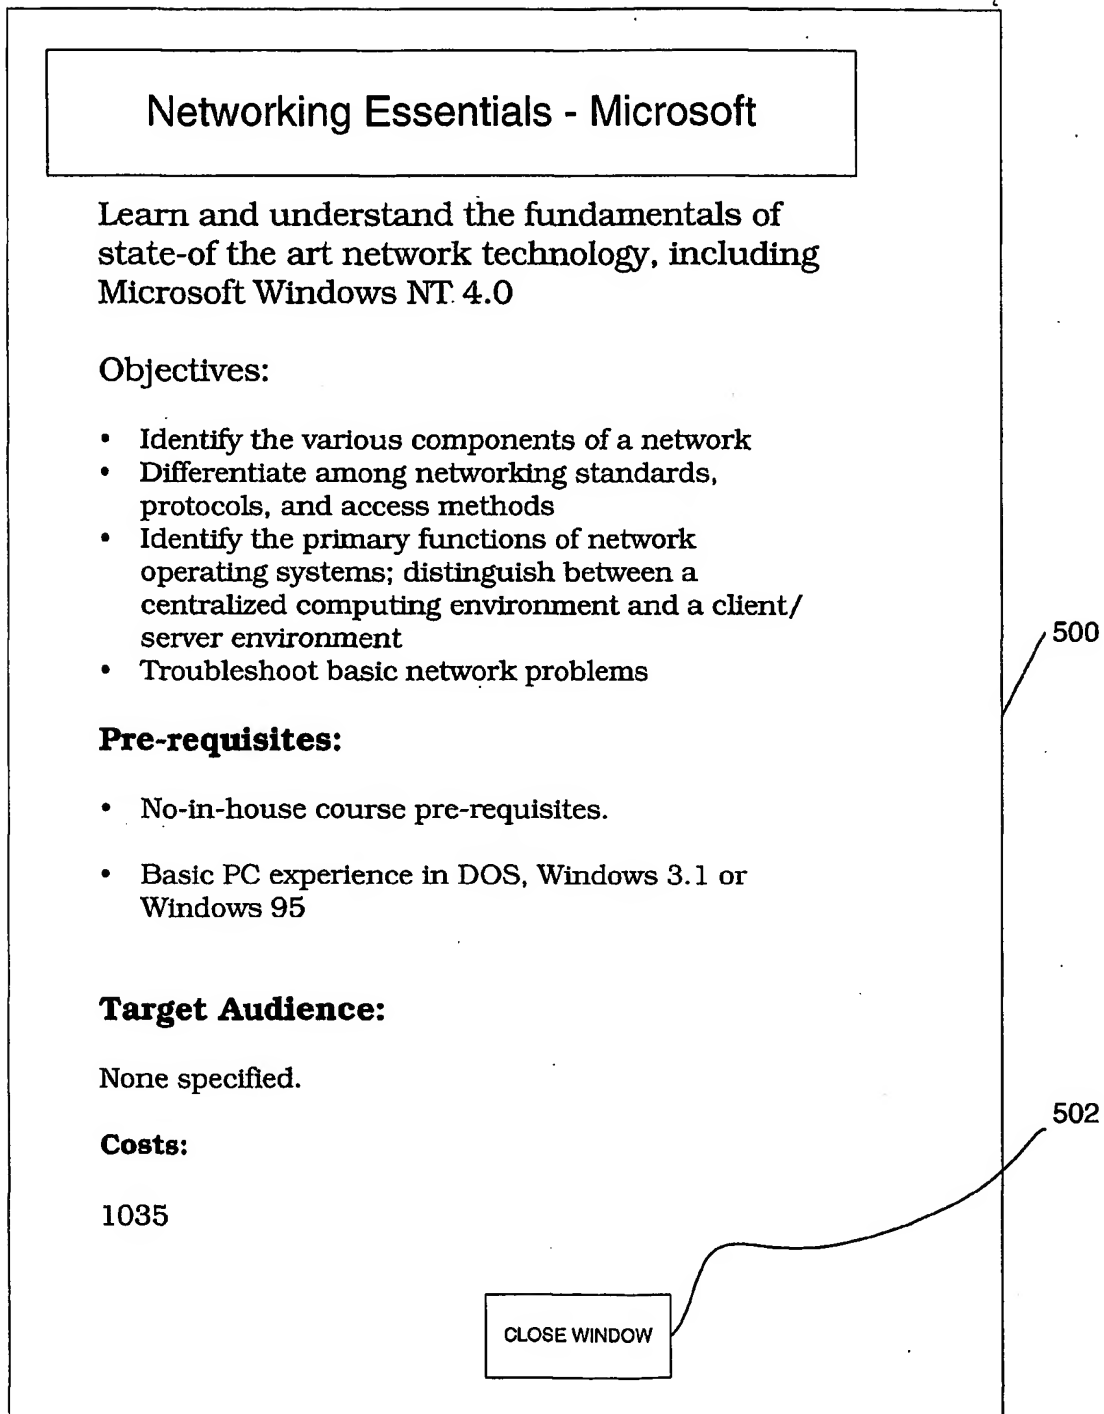 Networking Essentials - Microsoft
Learn and understand the fundamentals of
state-of the art network technology, including
Microsoft Windows NT 4.0
Objectives:
• Identify the various components of a network
• Differentiate among networking standards,
protocols, and access methods
• Identify the primary functions of network
operating systems; distinguish between a
centralized computing environment and a client/
server environment
• Troubleshoot basic network problems
500
Pre-requisites:
• No-in-house course pre-requisites.
• Basic PC experience in DOS, Windows 3.1 or
Windows 95
Target Audience:
None specified.
502
Costs:
1035
CLOSE WINDOW